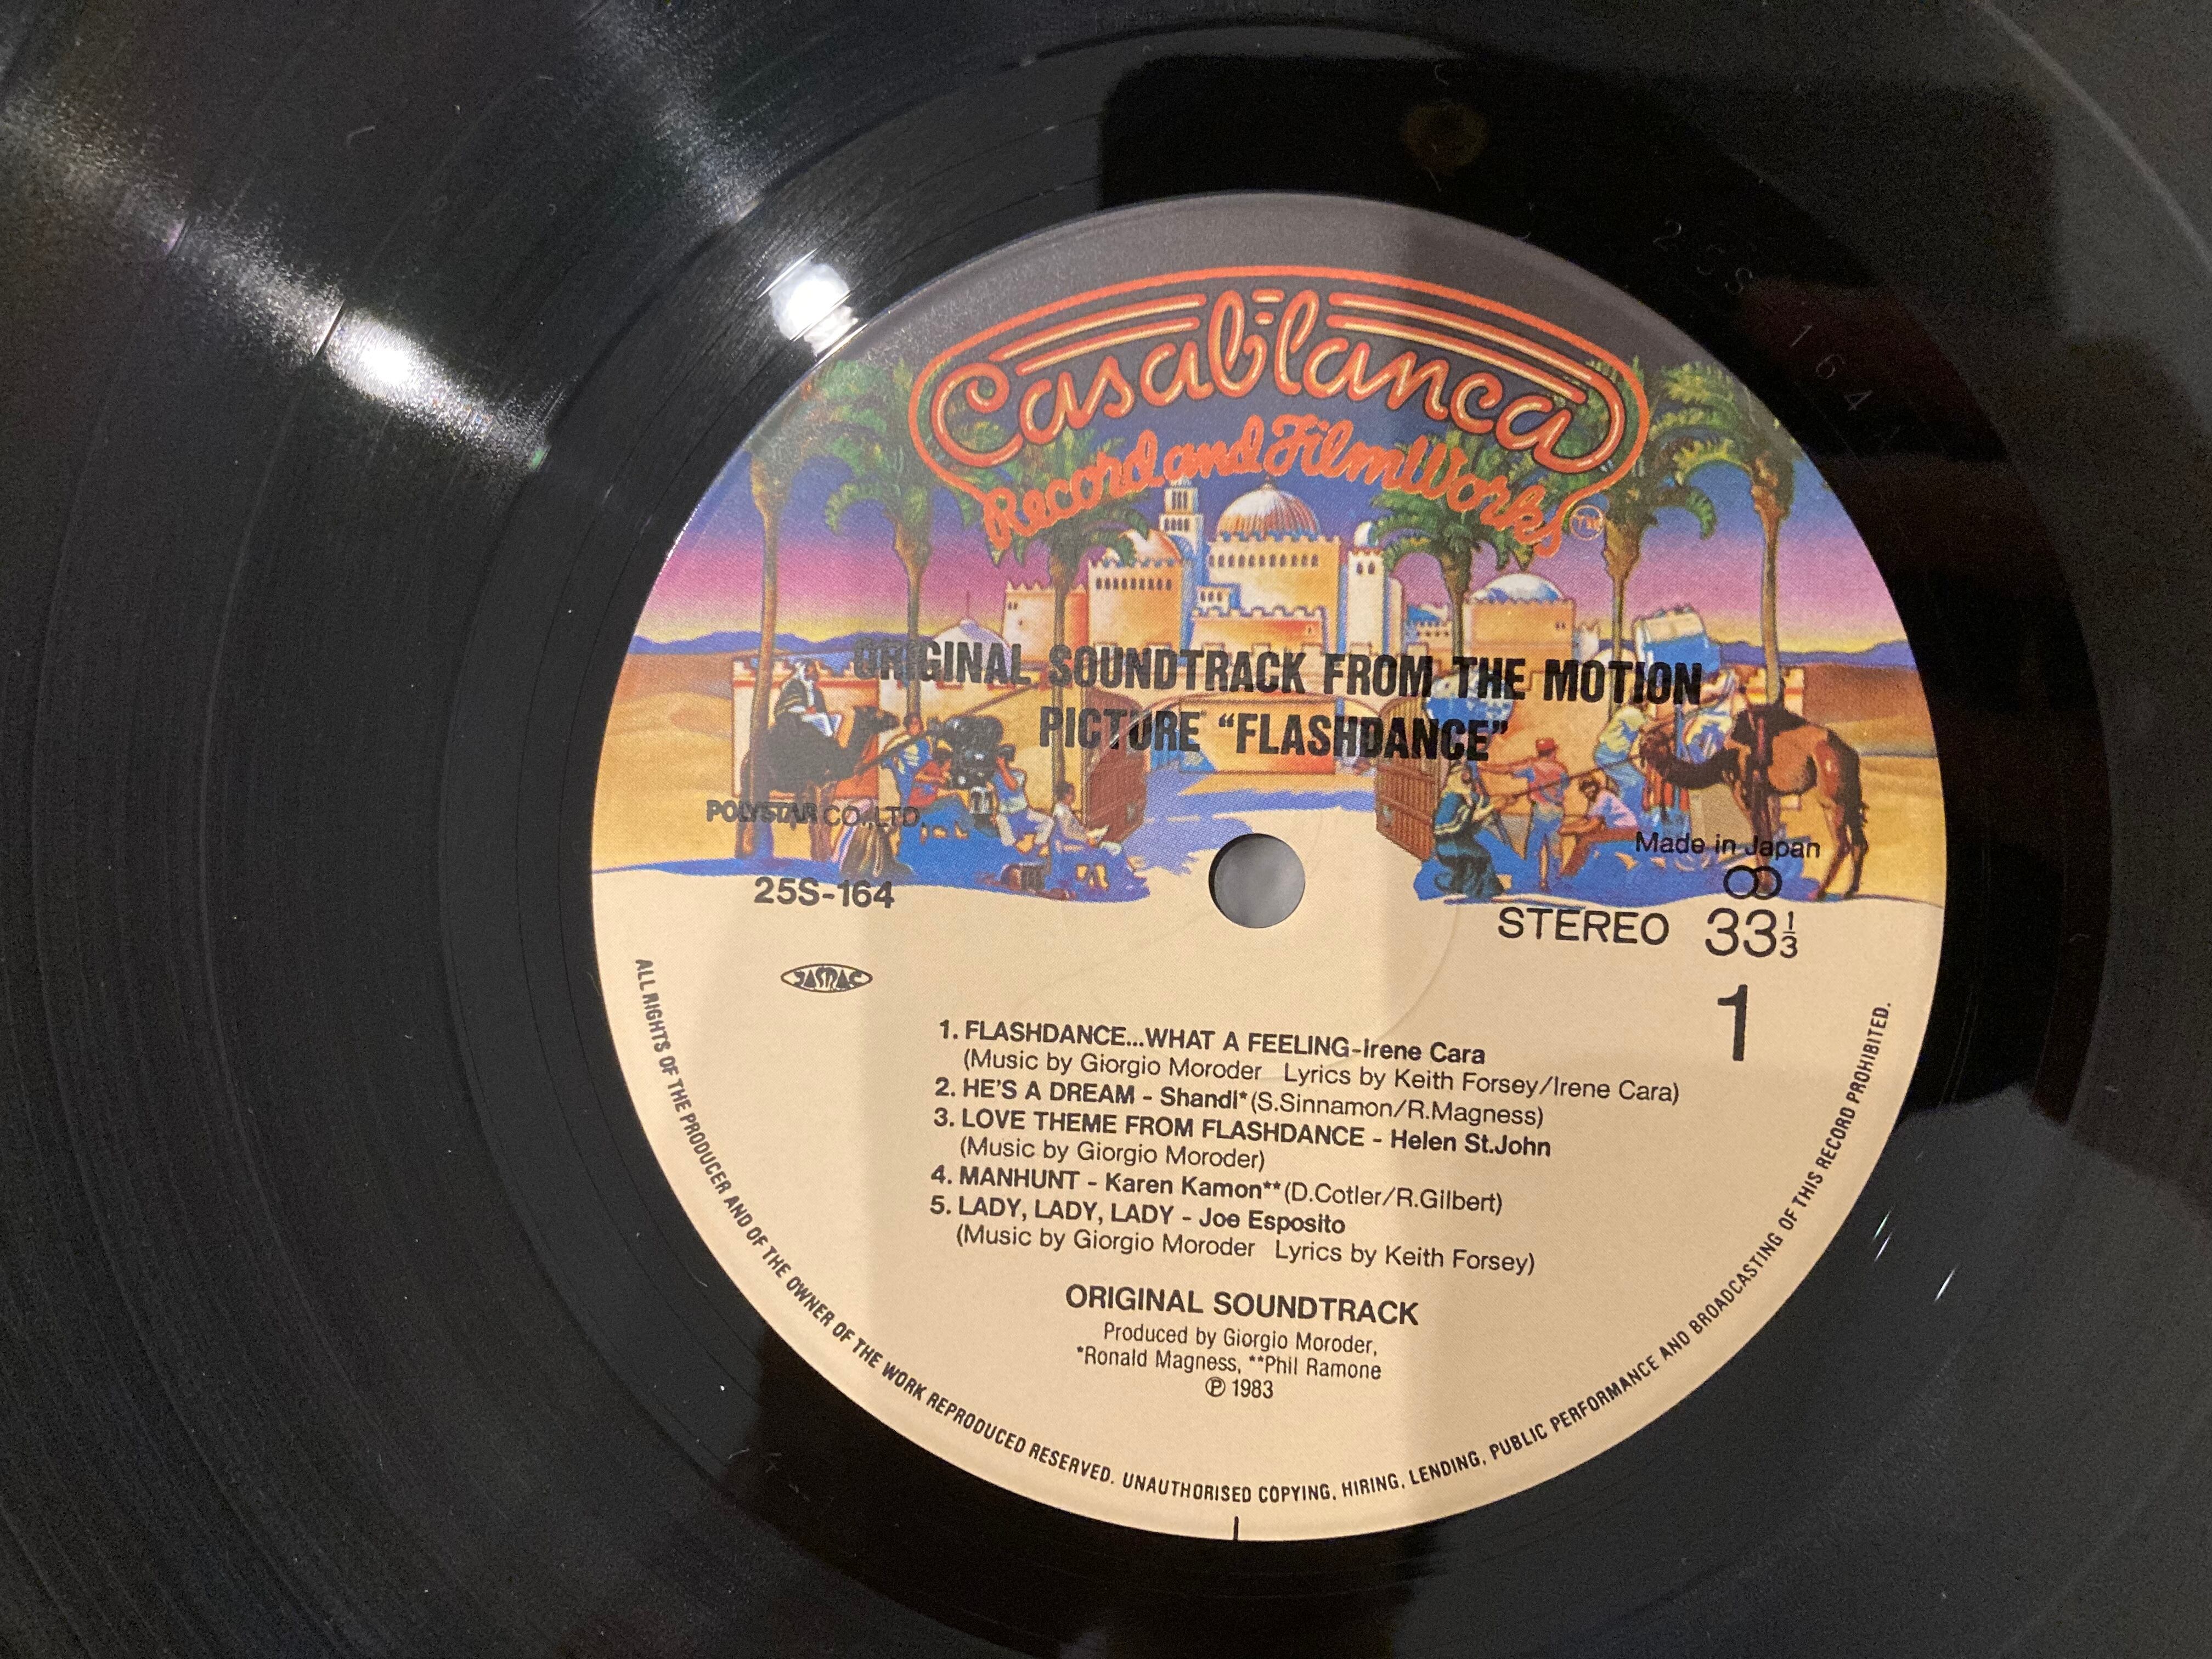 Casablanca
Record and FilmWorks
TM
ORIGINAL SOUNDTRACK FROM THE MOTION
PICTURE “FLASHDANCE”
POLYSTAR CO., LTD.
Made in Japan
25S-164
STEREO 33⅓
JASRAC
1
1. FLASHDANCE...WHAT A FEELING-Irene Cara
(Music by Giorgio Moroder Lyrics by Keith Forsey/Irene Cara)
2. HE'S A DREAM - Shandi*(S.Sinnamon/R.Magness)
3. LOVE THEME FROM FLASHDANCE - Helen St.John
(Music by Giorgio Moroder)
4. MANHUNT - Karen Kamon**(D.Cotler/R.Gilbert)
5. LADY, LADY, LADY - Joe Esposito
(Music by Giorgio Moroder Lyrics by Keith Forsey)
ORIGINAL SOUNDTRACK
Produced by Giorgio Moroder,
*Ronald Magness, **Phil Ramone
℗ 1983
ALL RIGHTS OF THE PRODUCER AND OF THE OWNER OF THE WORK REPRODUCED RESERVED. UNAUTHORISED COPYING, HIRING, LENDING, PUBLIC PERFORMANCE AND BROADCASTING OF THIS RECORD PROHIBITED.